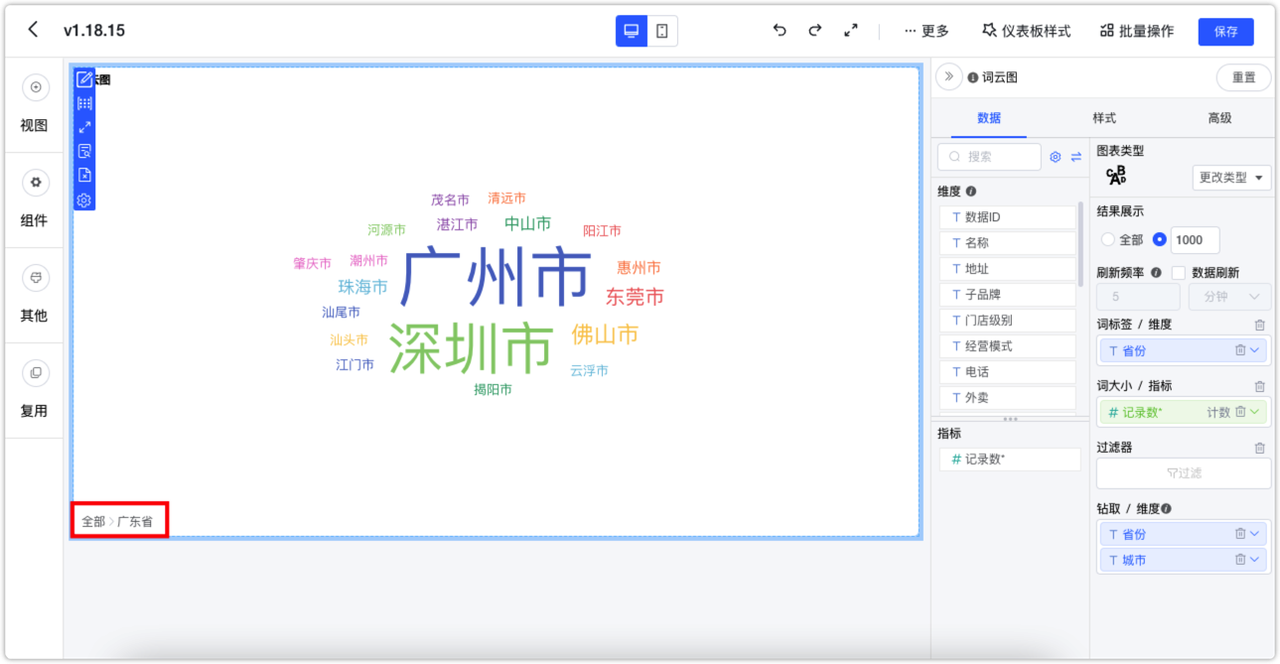 v1.18.15
··· 更多
仪表板样式
批量操作
保存
视图
组件
其他
复用
云图
茂名市
清远市
河源市
湛江市
中山市
阳江市
肇庆市
潮州市
广州市
惠州市
珠海市
东莞市
汕尾市
深圳市
佛山市
汕头市
江门市
云浮市
揭阳市
全部 > 广东省
词云图
重置
数据
样式
高级
搜索
维度
T 数据ID
T 名称
T 地址
T 子品牌
T 门店级别
T 经营模式
T 电话
T 外卖
指标
# 记录数*
图表类型
更改类型
结果展示
全部
1000
刷新频率
数据刷新
5
分钟
词标签 / 维度
T 省份
词大小 / 指标
# 记录数* 计数
过滤器
过滤
钻取 / 维度
T 省份
T 城市